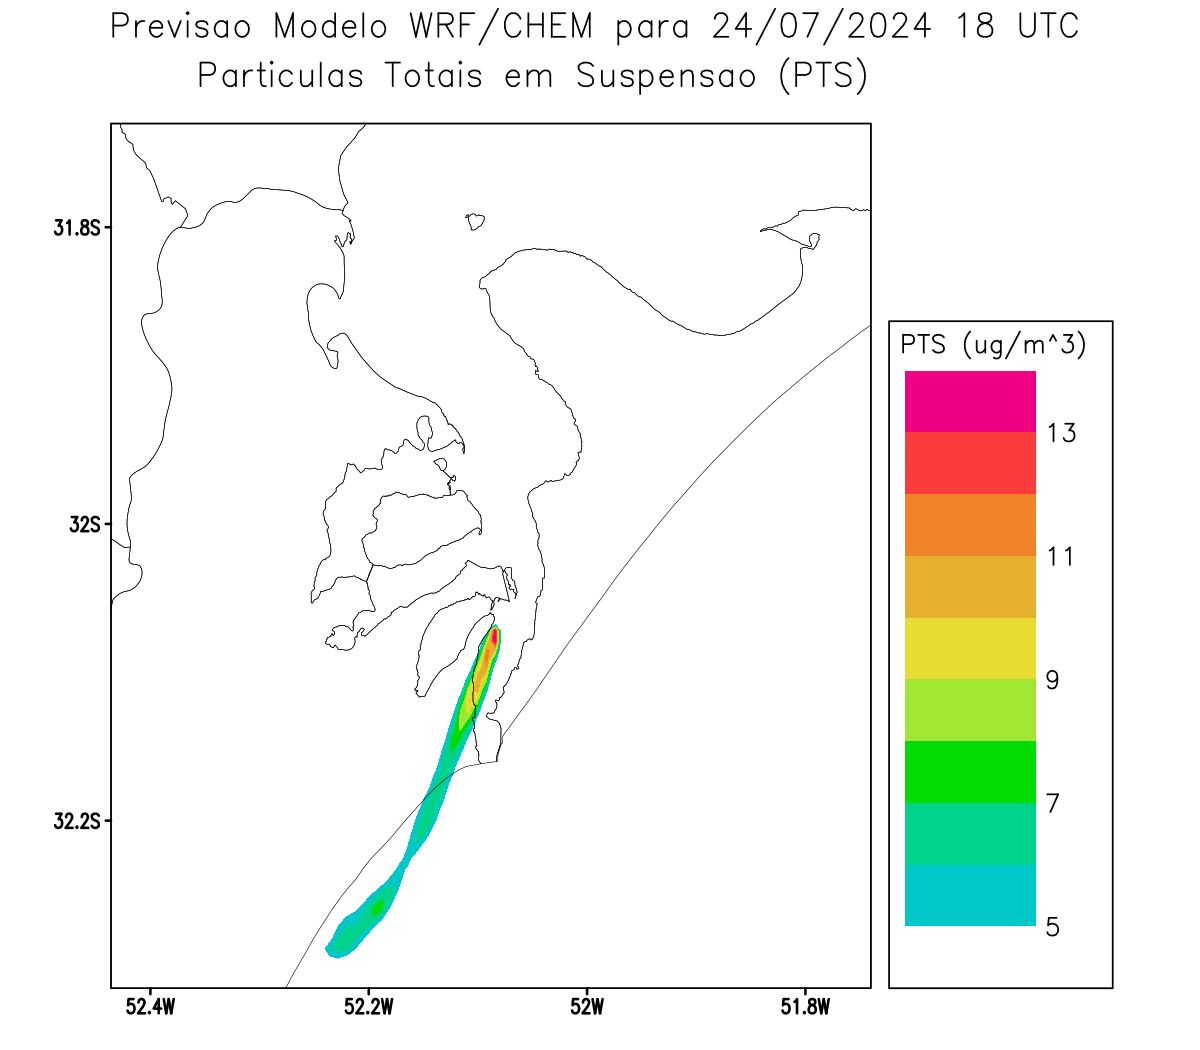 Previsao Modelo WRF/CHEM para 24/07/2024 18 UTC
Particulas Totais em Suspensao (PTS)
31.8S
32S
32.2S
52.4W
52.2W
52W
51.8W
PTS (ug/m^3)
13
11
9
7
5